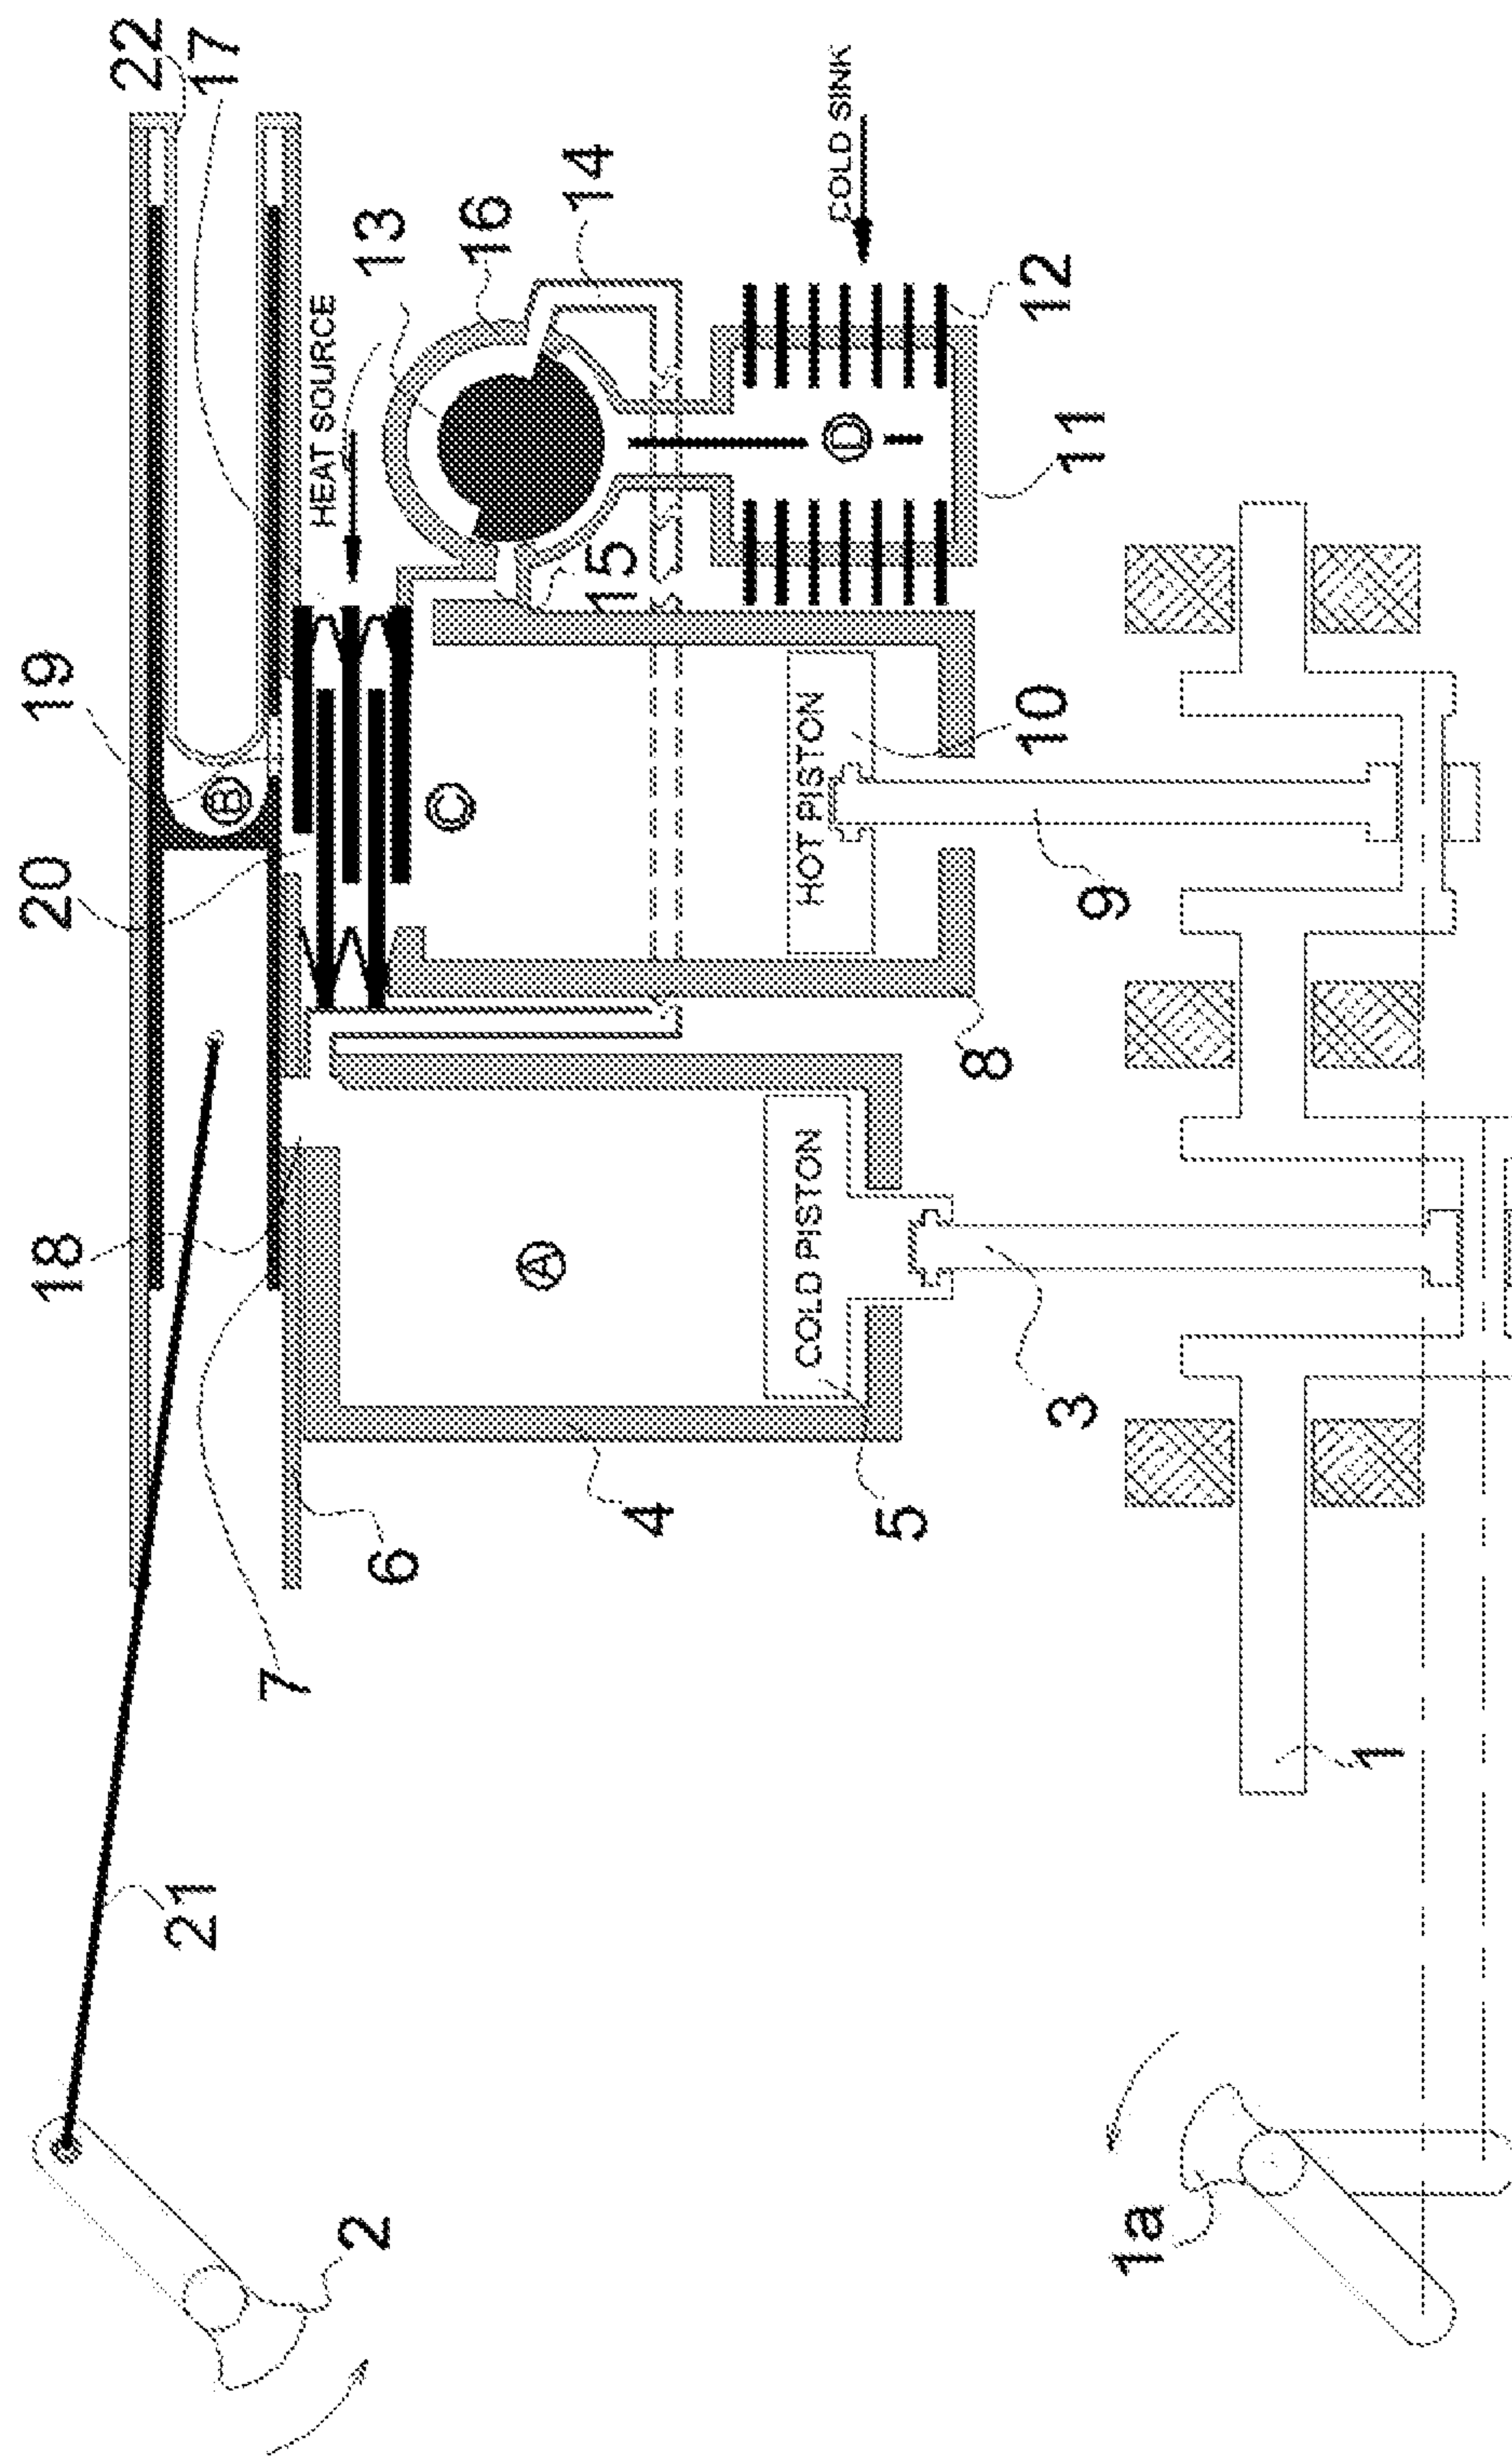 22
17
19
20
18
HEAT SOURCE
13
16
14
COLD SINK
12
11
15
10
9
8
B
C
D
A
HOT PISTON
COLD PISTON
3
4
5
6
7
21
2
1
1a